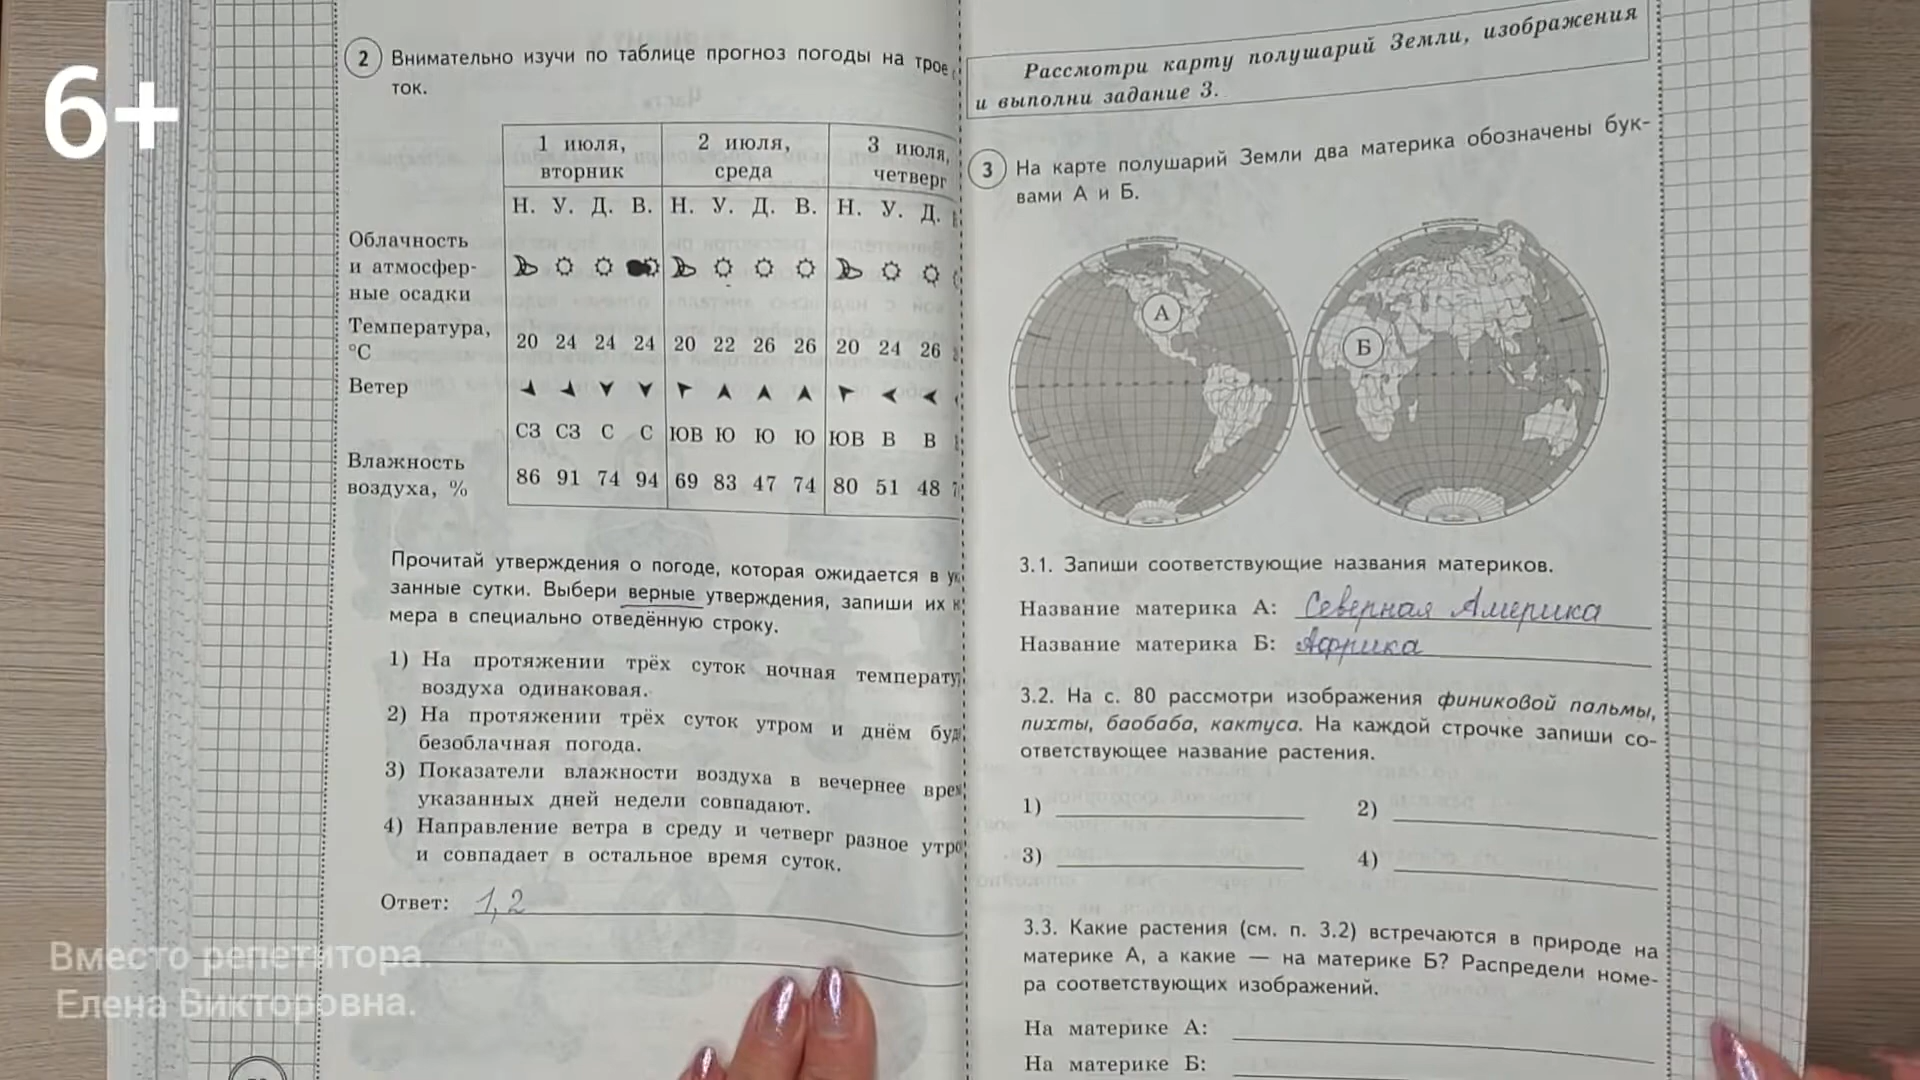 6+
2 Внимательно изучи по таблице прогноз погоды на трое
ток.
1 июля, вторник 2 июля, среда 3 июля, четверг
Н. У. Д. В. Н. У. Д. В. Н. У. Д.
Облачность
и атмосфер-
ные осадки
Температура, °С 20 24 24 24 20 22 26 26 20 24 26
Ветер
СЗ СЗ С С ЮВ Ю Ю Ю ЮВ В В
Влажность
воздуха, % 86 91 74 94 69 83 47 74 80 51 48
Прочитай утверждения о погоде, которая ожидается в
занные сутки. Выбери верные утверждения, запиши их
мера в специально отведённую строку.
1) На протяжении трёх суток ночная температу
воздуха одинаковая.
2) На протяжении трёх суток утром и днём буд
безоблачная погода.
3) Показатели влажности воздуха в вечернее врем
указанных дней недели совпадают.
4) Направление ветра в среду и четверг разное утро
и совпадает в остальное время суток.
Ответ: 1, 2
Вместо репетитора.
Елена Викторовна.
Рассмотри карту полушарий Земли, изображения
и выполни задание 3.
3 На карте полушарий Земли два материка обозначены бук-
вами А и Б.
А
Б
3.1. Запиши соответствующие названия материков.
Название материка А: Северная Америка
Название материка Б: Африка
3.2. На с. 80 рассмотри изображения финиковой пальмы,
пихты, баобаба, кактуса. На каждой строчке запиши со-
ответствующее название растения.
1) 2)
3) 4)
3.3. Какие растения (см. п. 3.2) встречаются в природе на
материке А, а какие — на материке Б? Распредели номе-
ра соответствующих изображений.
На материке А:
На материке Б: